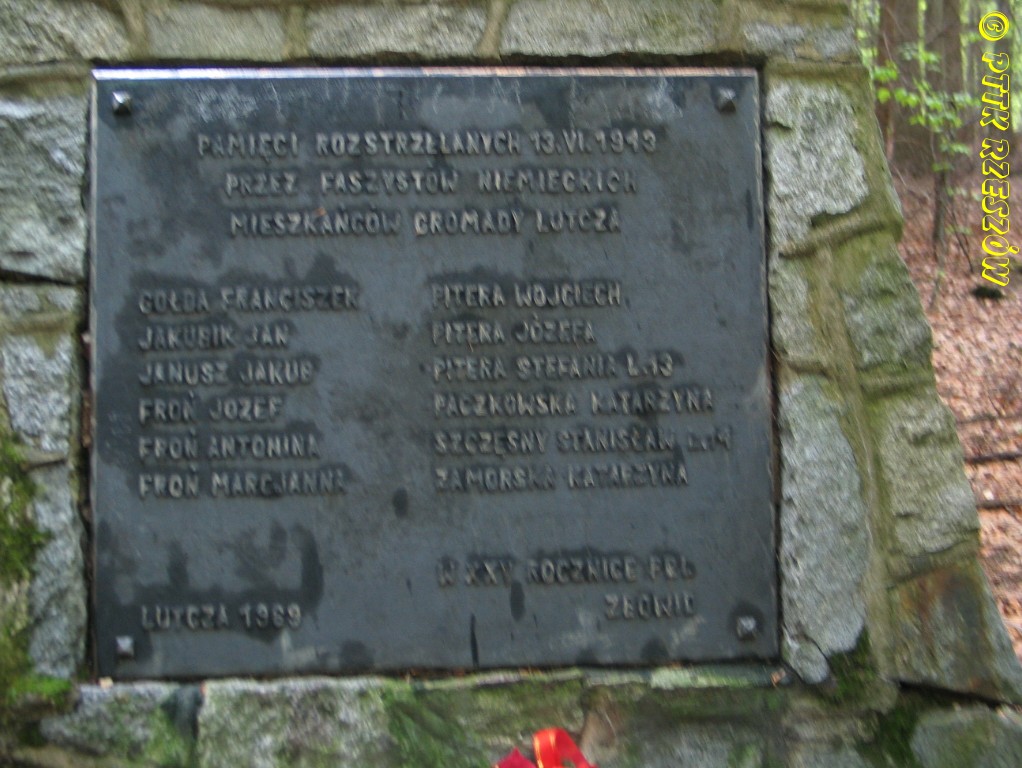 PAMIĘCI ROZSTRZELANYCH 13.VI.1943
PRZEZ FASZYSTÓW NIEMIECKICH
MIESZKAŃCÓW GROMADY LUTCZA
GOŁDA FRANCISZEK
JAKUBIK JAN
JANUSZ JAKUB
FROŃ JÓZEF
FROŃ ANTONINA
FROŃ MARCJANNA
PITERA WOJCIECH
PITERA JÓZEFA
PITERA STEFANIA L.13
PACZKOWSKA KATARZYNA
SZCZĘSNY STANISŁAW
ZAMORSKA KATARZYNA
W XXV ROCZNICE PRL
ZBOWID
LUTCZA 1969
© PTTK RZESZÓW